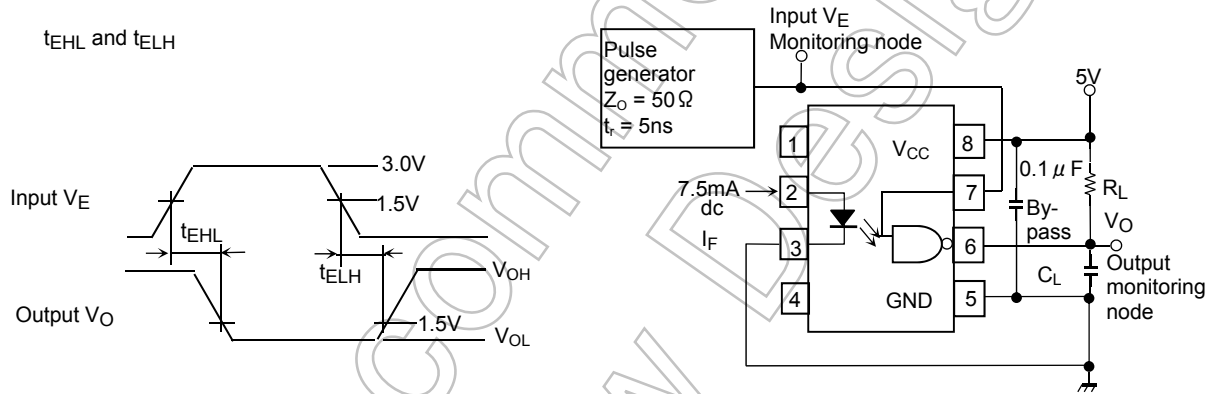 tEHL and tELH
Input VE
3.0V
1.5V
tEHL
tELH
Output VO
VOH
1.5V
VOL
Input VE
Monitoring node
Pulse
generator
ZO = 50Ω
tr = 5ns
5V
1
2
3
4
VCC
GND
8
7
6
5
7.5mA
dc
IF
0.1 μ F
By-
pass
RL
VO
CL
Output
monitoring
node